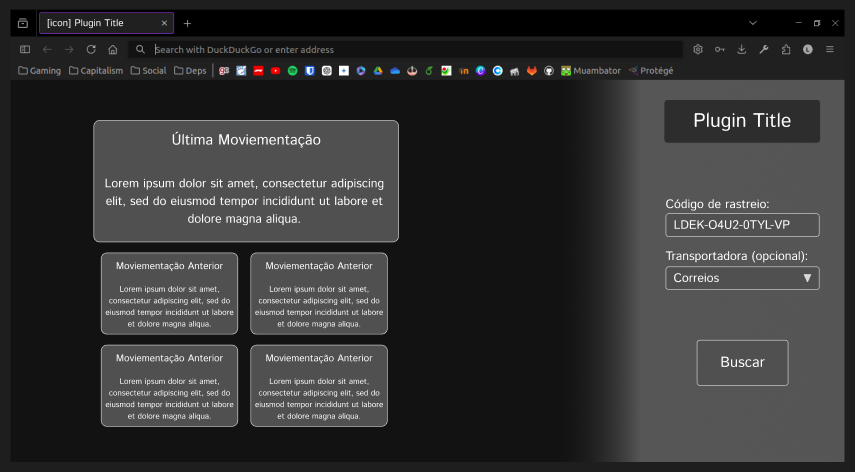 [icon] Plugin Title
Search with DuckDuckGo or enter address
Gaming
Capitalism
Social
Deps
Muambator
Protégé
Última Moviementação
Lorem ipsum dolor sit amet, consectetur adipiscing
elit, sed do eiusmod tempor incididunt ut labore et
dolore magna aliqua.
Moviementação Anterior
Lorem ipsum dolor sit amet,
consectetur adipiscing elit, sed do
eiusmod tempor incididunt ut labore
et dolore magna aliqua.
Moviementação Anterior
Lorem ipsum dolor sit amet,
consectetur adipiscing elit, sed do
eiusmod tempor incididunt ut labore
et dolore magna aliqua.
Moviementação Anterior
Lorem ipsum dolor sit amet,
consectetur adipiscing elit, sed do
eiusmod tempor incididunt ut labore
et dolore magna aliqua.
Moviementação Anterior
Lorem ipsum dolor sit amet,
consectetur adipiscing elit, sed do
eiusmod tempor incididunt ut labore
et dolore magna aliqua.
Plugin Title
Código de rastreio:
LDEK-O4U2-0TYL-VP
Transportadora (opcional):
Correios
Buscar